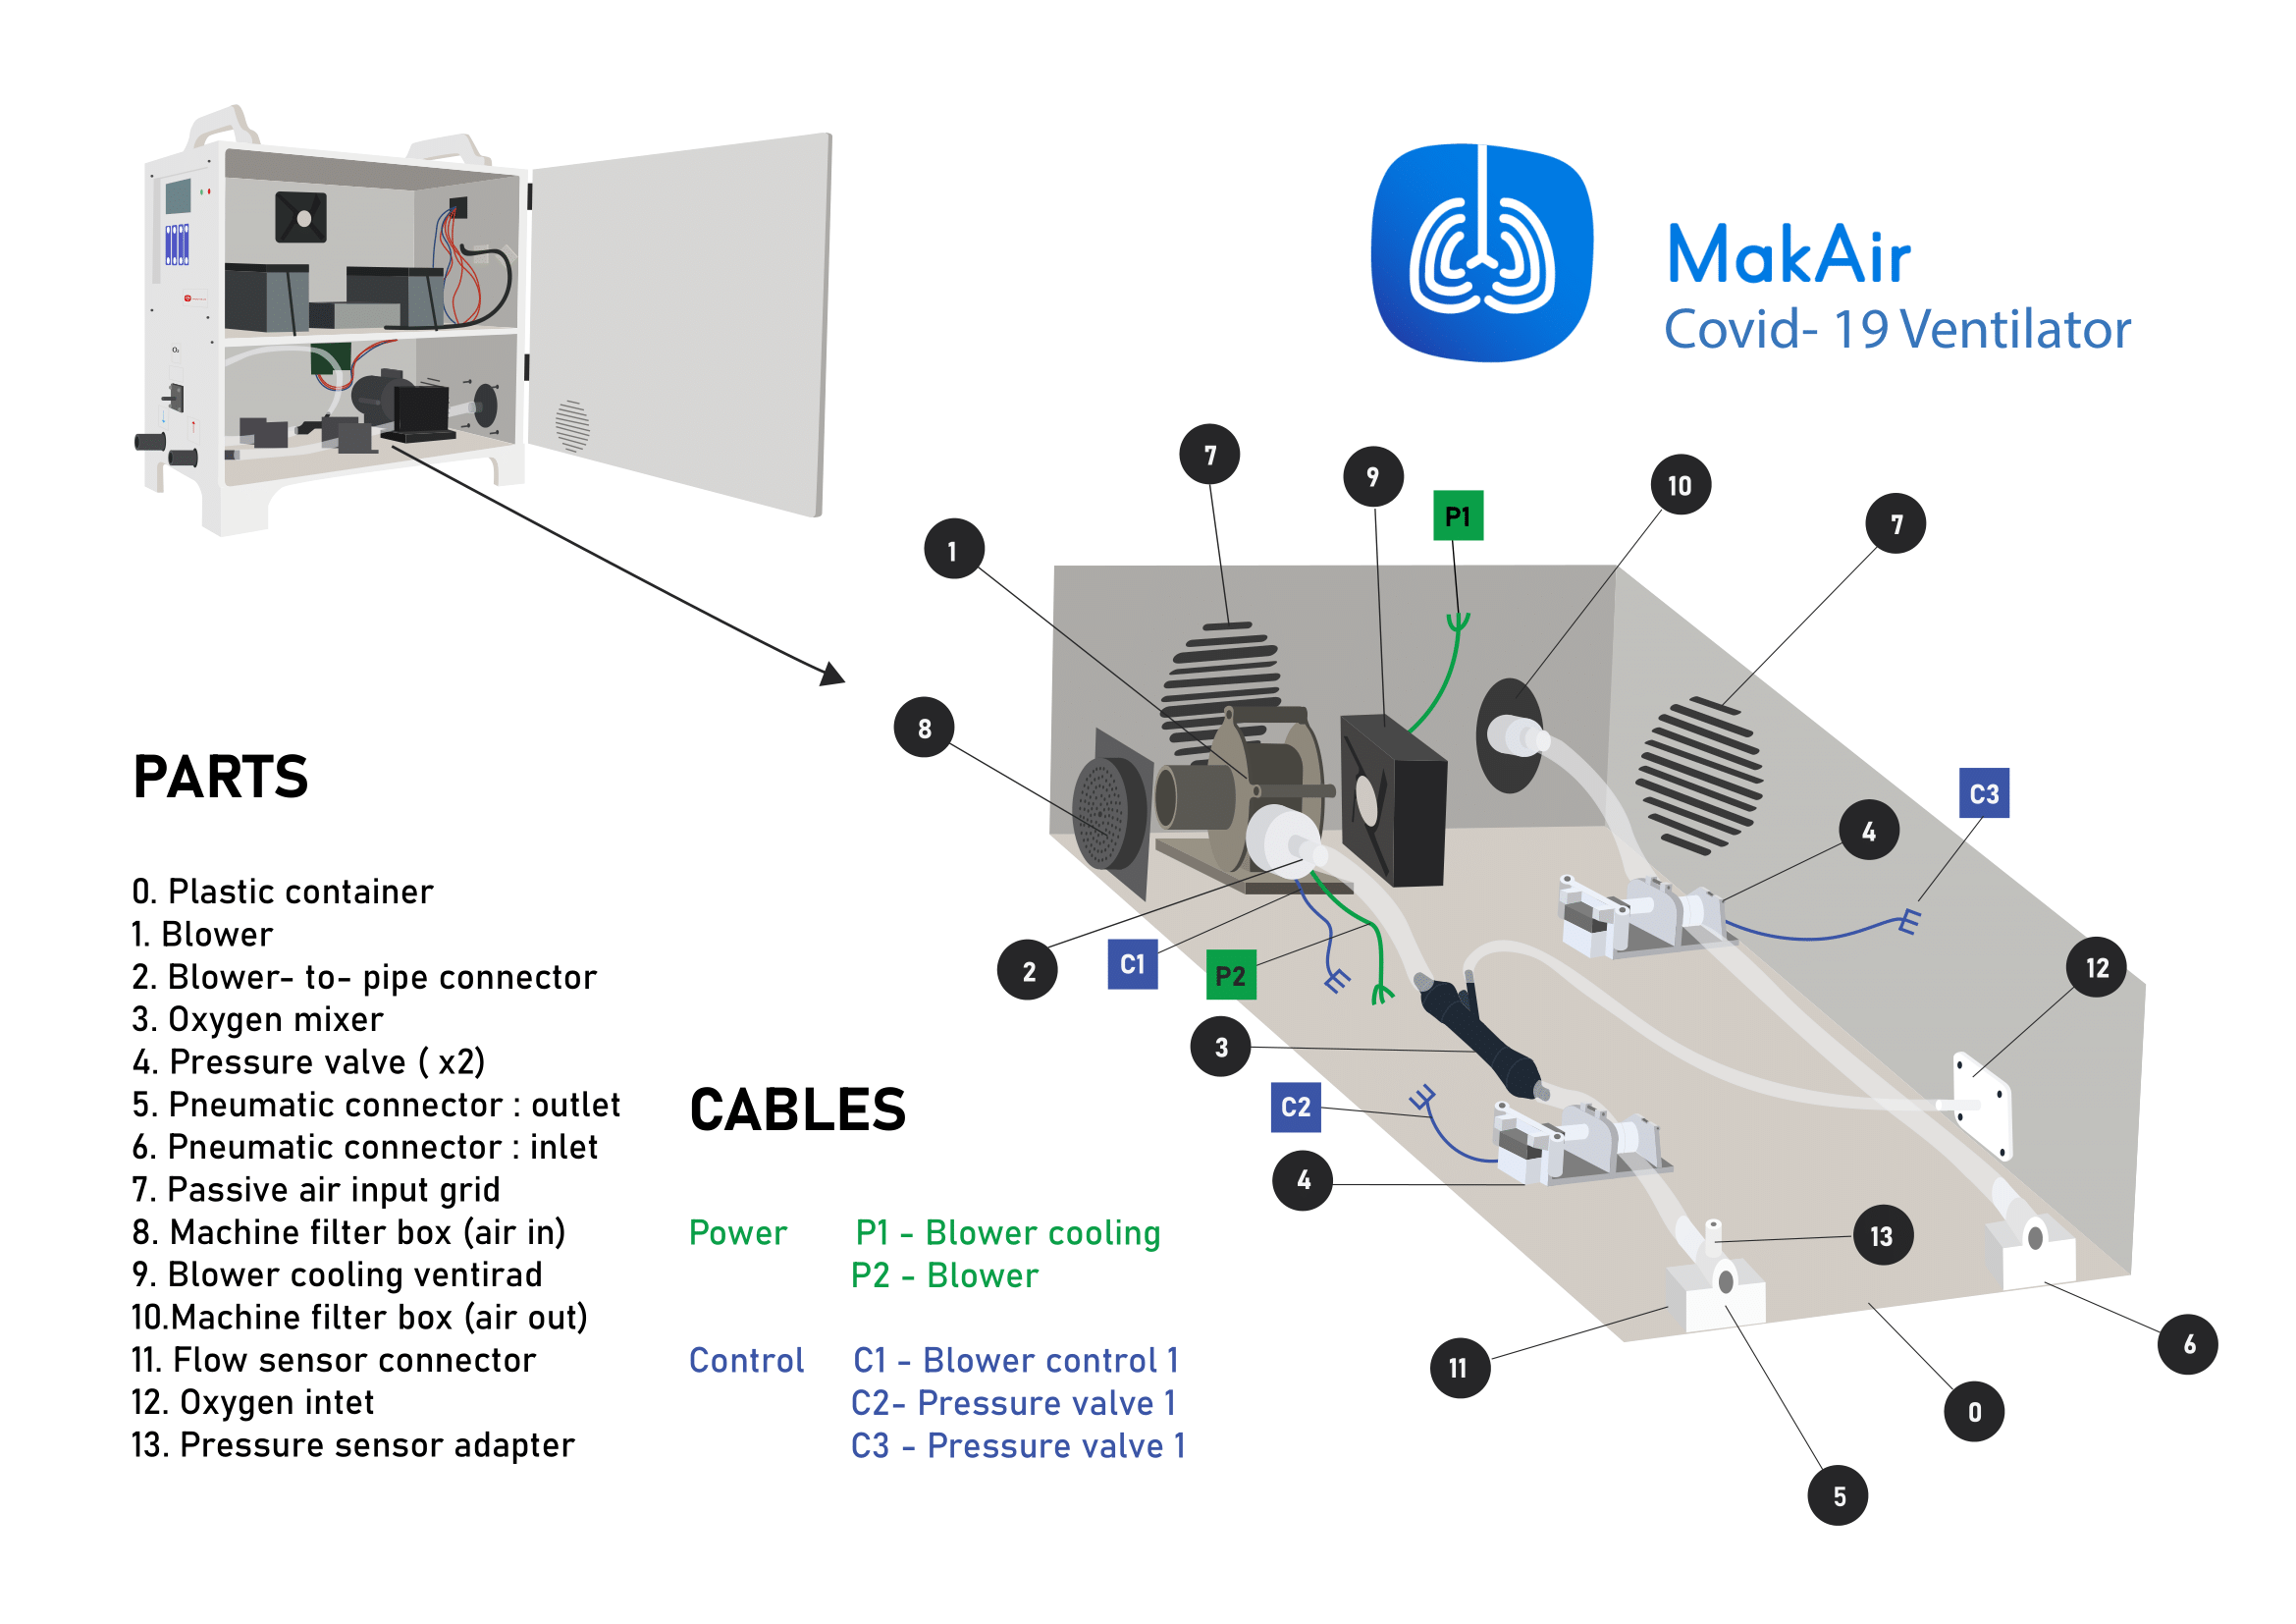 MakAir
Covid- 19 Ventilator
O₂
7
9
P1
10
7
1
8
C3
4
12
2
C1
P2
3
C2
4
13
11
6
0
5
PARTS
0. Plastic container
1. Blower
2. Blower- to- pipe connector
3. Oxygen mixer
4. Pressure valve ( x2)
5. Pneumatic connector : outlet
6. Pneumatic connector : inlet
7. Passive air input grid
8. Machine filter box (air in)
9. Blower cooling ventirad
10.Machine filter box (air out)
11. Flow sensor connector
12. Oxygen intet
13. Pressure sensor adapter
CABLES
Power P1 - Blower cooling
P2 - Blower
Control C1 - Blower control 1
C2- Pressure valve 1
C3 - Pressure valve 1